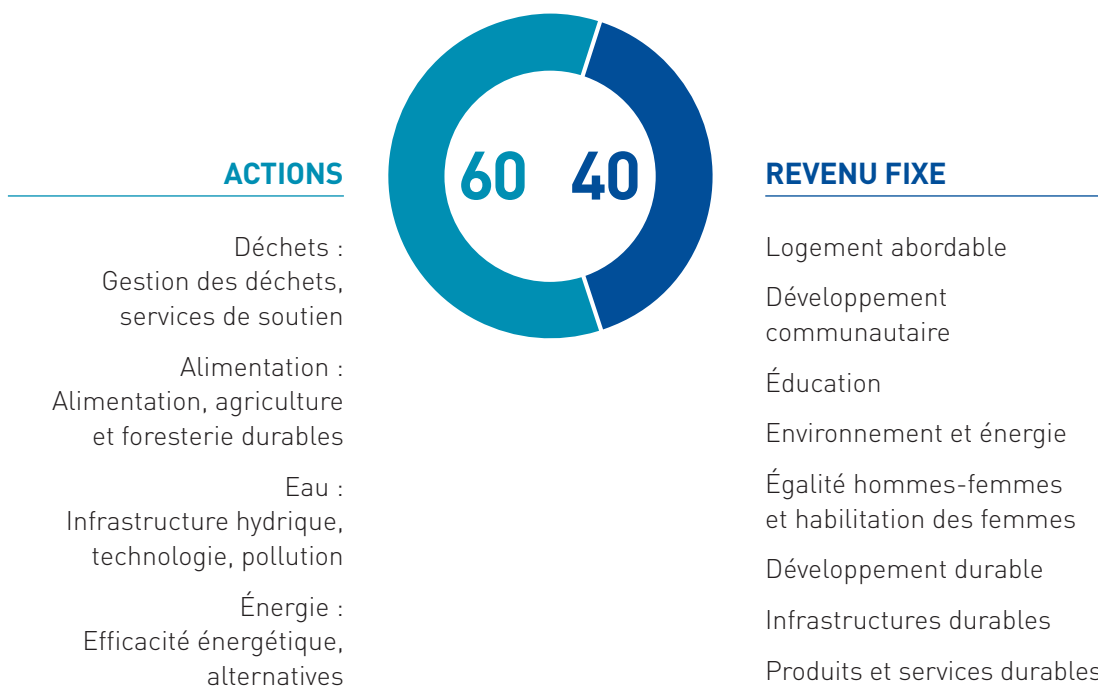 60 40
ACTIONS
Déchets :
Gestion des déchets,
services de soutien
Alimentation :
Alimentation, agriculture
et foresterie durables
Eau :
Infrastructure hydrique,
technologie, pollution
Énergie :
Efficacité énergétique,
alternatives
REVENU FIXE
Logement abordable
Développement
communautaire
Éducation
Environnement et énergie
Égalité hommes-femmes
et habilitation des femmes
Développement durable
Infrastructures durables
Produits et services durables